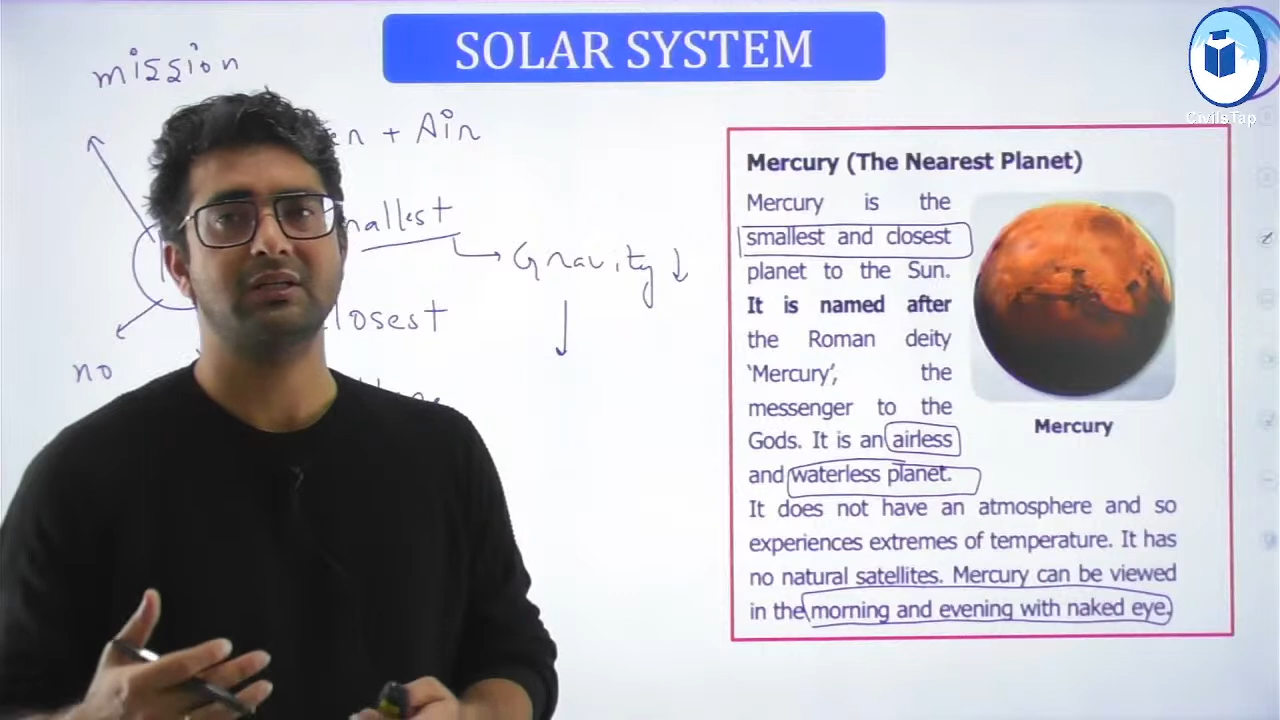 SOLAR SYSTEM
CivilsTap
mission
+ Air
smallest
Gravity ↓
closest
no
Mercury (The Nearest Planet)
Mercury is the
smallest and closest
planet to the Sun.
It is named after
the Roman deity
‘Mercury’, the
messenger to the
Gods. It is an airless
and waterless planet.
It does not have an atmosphere and so
experiences extremes of temperature. It has
no natural satellites. Mercury can be viewed
in the morning and evening with naked eye.
Mercury